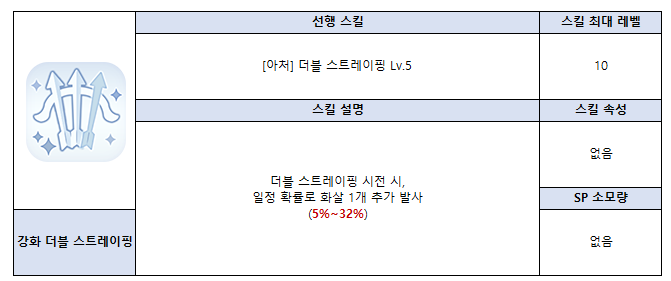 선행 스킬
스킬 최대 레벨
[아처] 더블 스트레이핑 Lv.5
10
스킬 설명
스킬 속성
더블 스트레이핑 시전 시,
일정 확률로 화살 1개 추가 발사
(5%~32%)
없음
SP 소모량
강화 더블 스트레이핑
없음